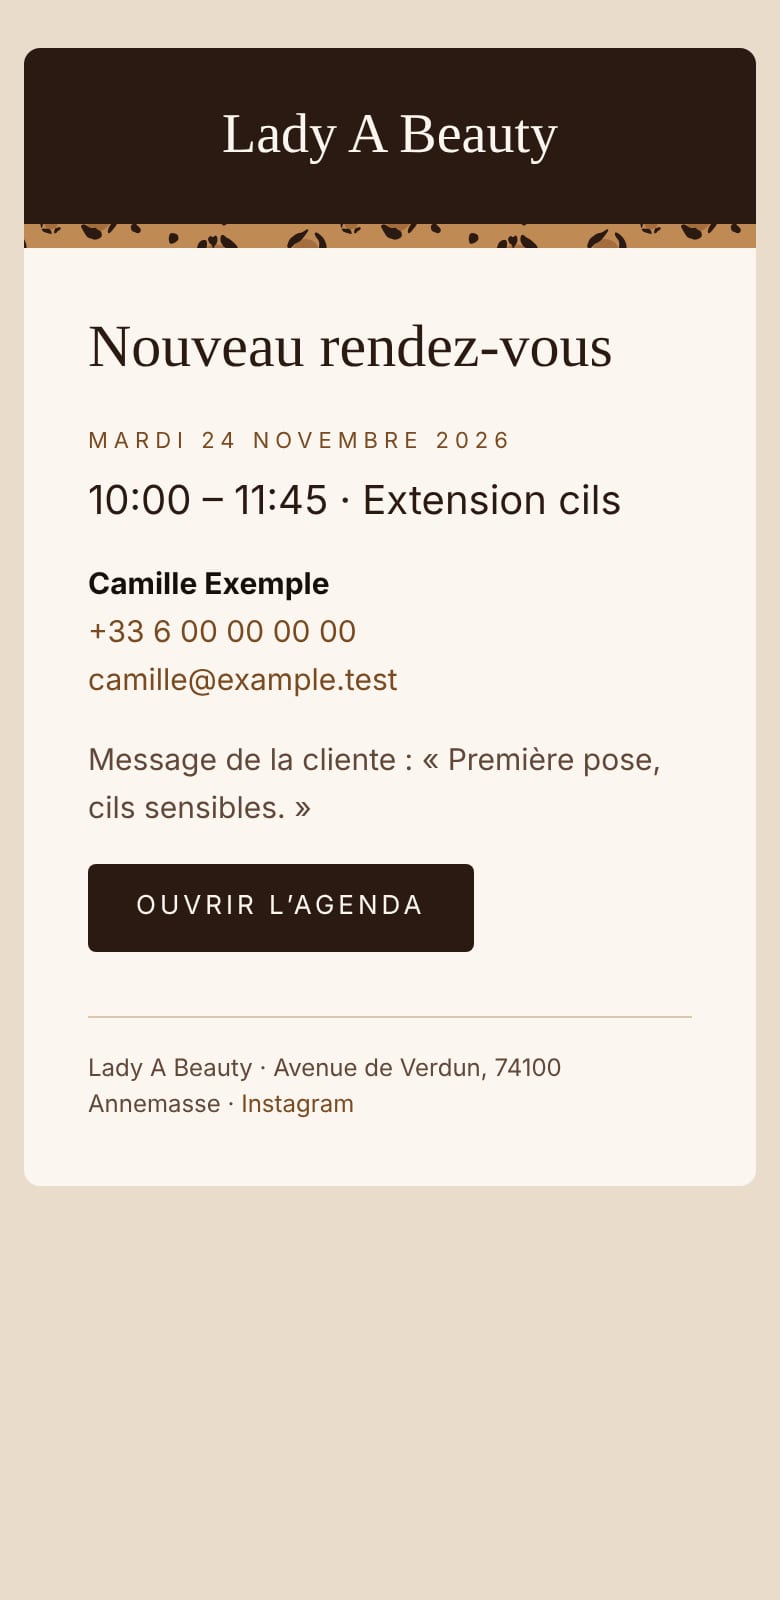 Lady A Beauty
Nouveau rendez-vous
MARDI 24 NOVEMBRE 2026
10:00 – 11:45 · Extension cils
Camille Exemple
+33 6 00 00 00 00
camille@example.test
Message de la cliente : « Première pose,
cils sensibles. »
OUVRIR L’AGENDA
Lady A Beauty · Avenue de Verdun, 74100
Annemasse · Instagram